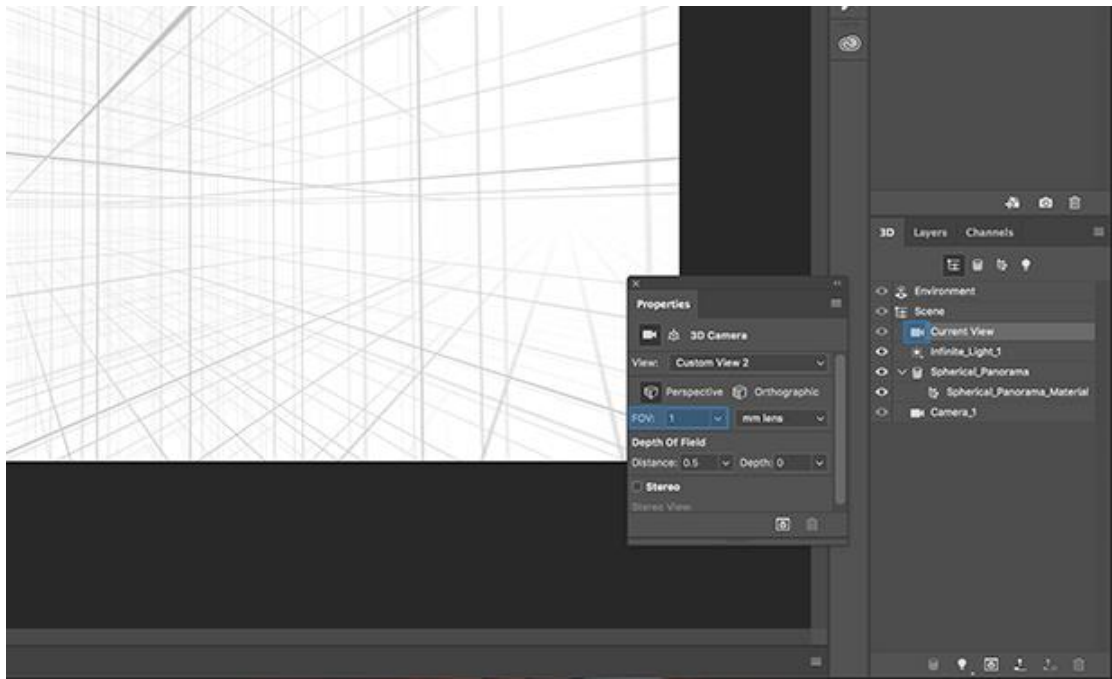 3D Layers Channels
Environment
Scene
Current View
Infinite_Light_1
Spherical_Panorama
Spherical_Panorama_Material
Camera_1
Properties
3D Camera
View: Custom View 2
Perspective Orthographic
FOV: 1 mm lens
Depth Of Field
Distance: 0.5 Depth: 0
Stereo
Stereo View